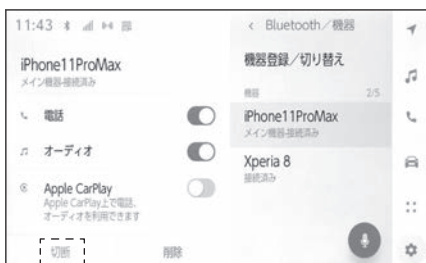 11:43
iPhone11ProMax
メイン機器-接続済み
電話
オーディオ
Apple CarPlay
Apple CarPlay上で電話、
オーディオを利用できます
切断
削除
< Bluetooth／機器
機器登録／切り替え
機器 2/5
iPhone11ProMax
メイン機器-接続済み
Xperia 8
接続済み